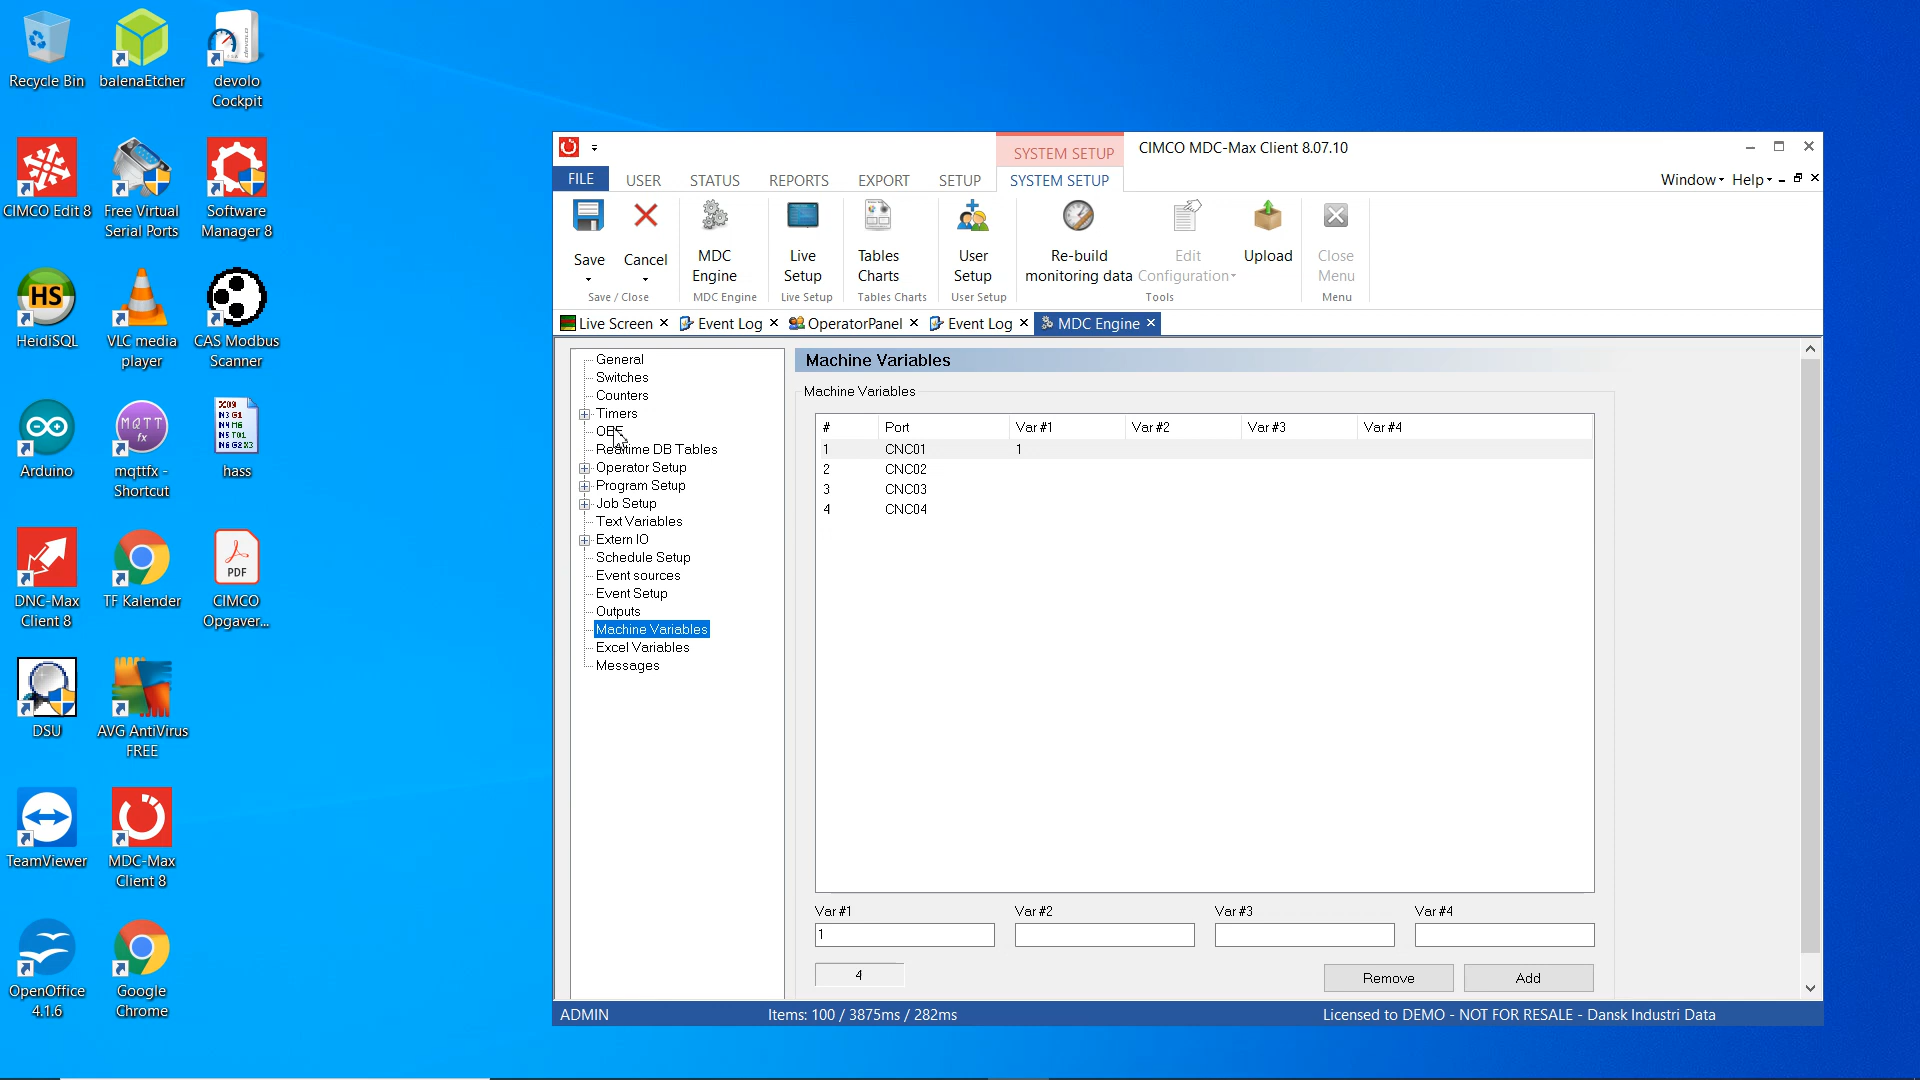 Recycle Bin
balenaEtcher
devolo
Cockpit
CIMCO Edit 8
Free Virtual
Serial Ports
Software
Manager 8
HS
HeidiSQL
VLC media
player
CAS Modbus
Scanner
Arduino
MQTT
fx
mqttfx -
Shortcut
hass
DNC-Max
Client 8
TF Kalender
PDF
CIMCO
Opgaver...
DSU
AVG AntiVirus
FREE
TeamViewer
MDC-Max
Client 8
OpenOffice
4.1.6
Google
Chrome
SYSTEM SETUP
CIMCO MDC-Max Client 8.07.10
FILE USER STATUS REPORTS EXPORT SETUP SYSTEM SETUP
Window Help
Save
Cancel
Save / Close
MDC
Engine
MDC Engine
Live
Setup
Live Setup
Tables
Charts
Tables Charts
User
Setup
User Setup
Re-build
monitoring data
Edit
Configuration
Upload
Tools
Close
Menu
Menu
Live Screen
Event Log
OperatorPanel
Event Log
MDC Engine
General
Switches
Counters
Timers
OEE
Realtime DB Tables
Operator Setup
Program Setup
Job Setup
Text Variables
Extern IO
Schedule Setup
Event sources
Event Setup
Outputs
Machine Variables
Excel Variables
Messages
Machine Variables
Machine Variables
# Port Var #1 Var #2 Var #3 Var #4
1 CNC01 1
2 CNC02
3 CNC03
4 CNC04
Var #1 Var #2 Var #3 Var #4
1
4
Remove
Add
ADMIN
Items: 100 / 3875ms / 282ms
Licensed to DEMO - NOT FOR RESALE - Dansk Industri Data